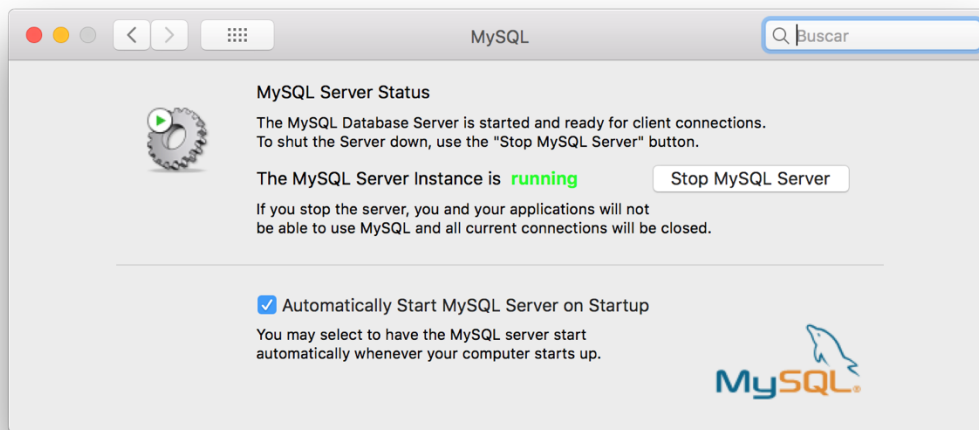 MySQL
Buscar
MySQL Server Status
The MySQL Database Server is started and ready for client connections.
To shut the Server down, use the "Stop MySQL Server" button.
The MySQL Server Instance is running
Stop MySQL Server
If you stop the server, you and your applications will not
be able to use MySQL and all current connections will be closed.
Automatically Start MySQL Server on Startup
You may select to have the MySQL server start
automatically whenever your computer starts up.
MySQL®